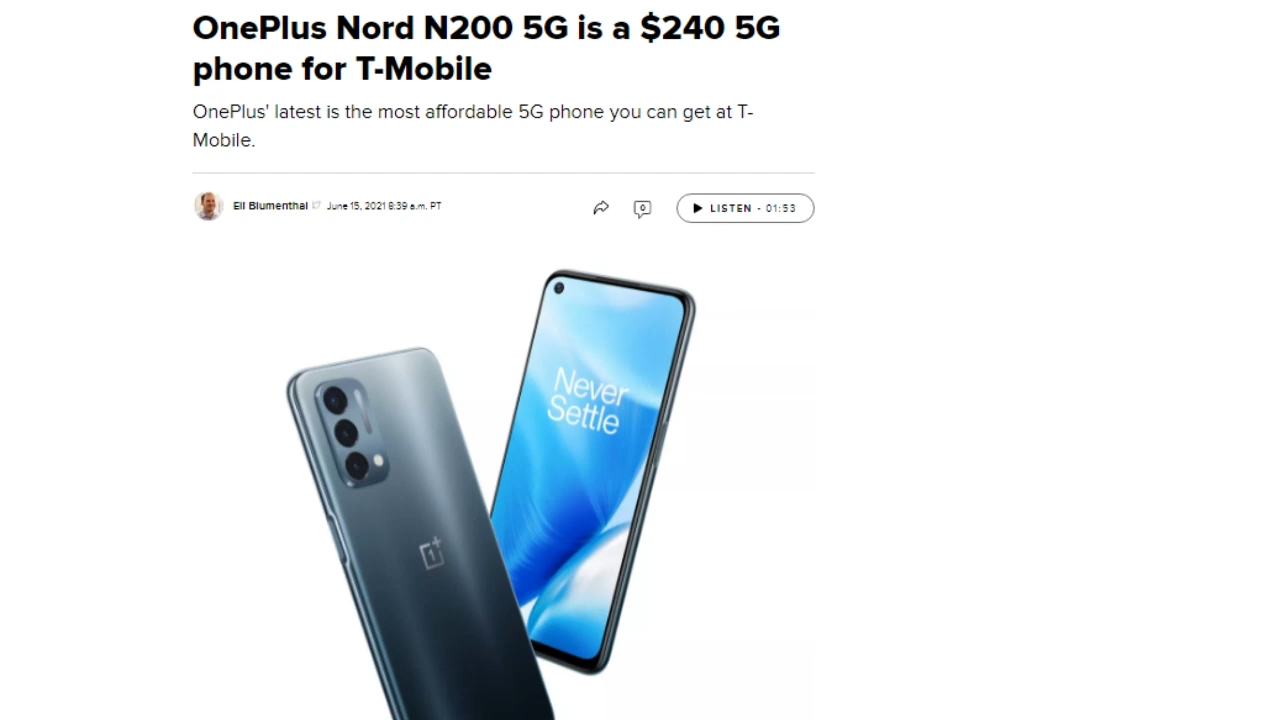 OnePlus Nord N200 5G is a $240 5G
phone for T-Mobile
OnePlus' latest is the most affordable 5G phone you can get at T-
Mobile.
Eli Blumenthal June 15, 2021 8:39 a.m. PT
0
LISTEN - 01:53
Never
Settle